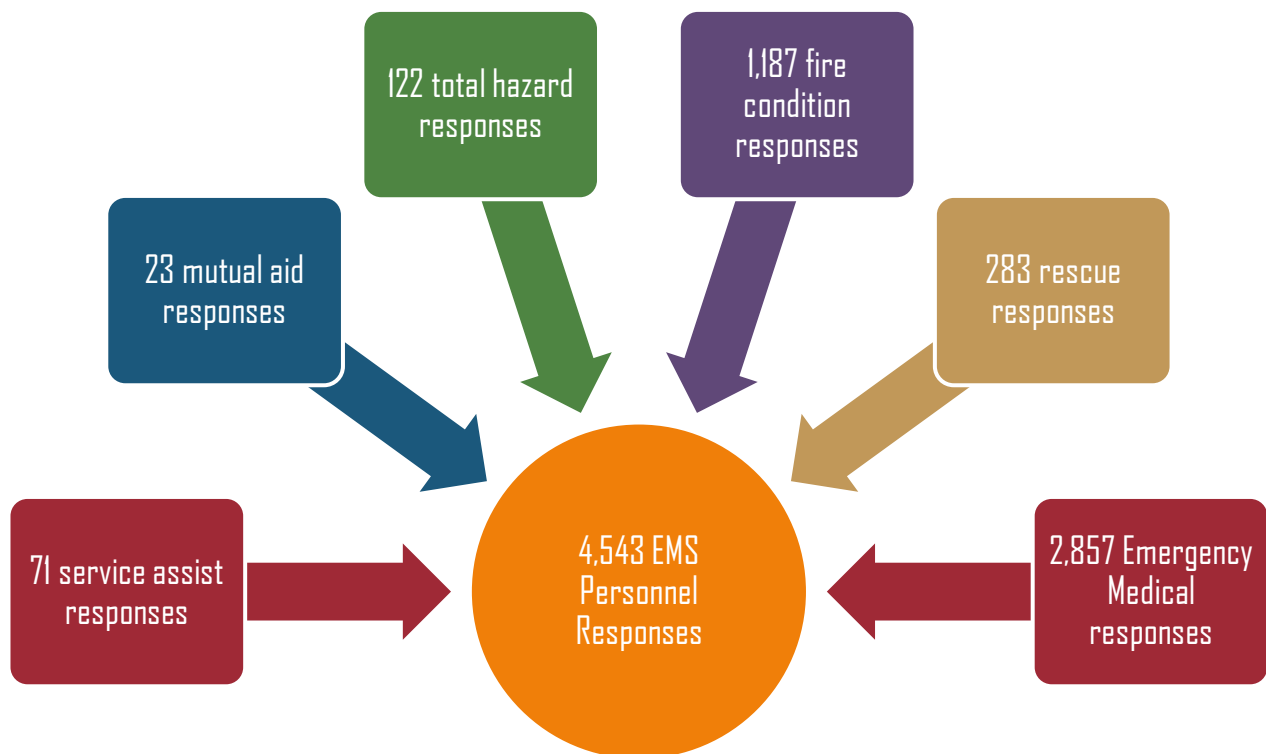 122 total hazard
responses
1,187 fire
condition
responses
23 mutual aid
responses
283 rescue
responses
71 service assist
responses
4,543 EMS
Personnel
Responses
2,857 Emergency
Medical
responses